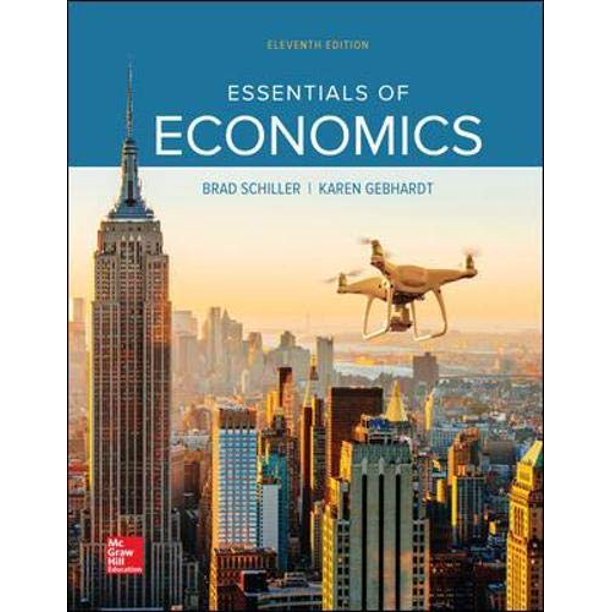 ELEVENTH EDITION
ESSENTIALS OF
ECONOMICS
BRAD SCHILLER | KAREN GEBHARDT
Mc
Graw
Hill
Education